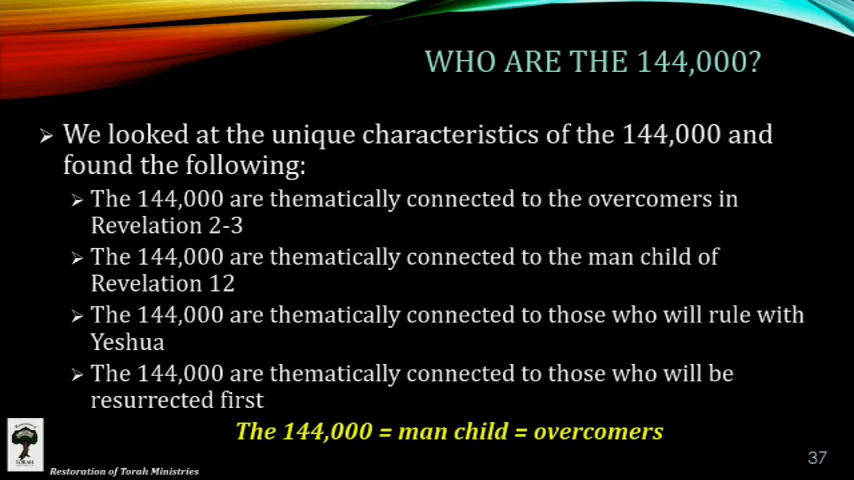 WHO ARE THE 144,000?
➢ We looked at the unique characteristics of the 144,000 and
found the following:
➢ The 144,000 are thematically connected to the overcomers in
Revelation 2-3
➢ The 144,000 are thematically connected to the man child of
Revelation 12
➢ The 144,000 are thematically connected to those who will rule with
Yeshua
➢ The 144,000 are thematically connected to those who will be
resurrected first
The 144,000 = man child = overcomers
TORAH
Restoration of Torah Ministries
37